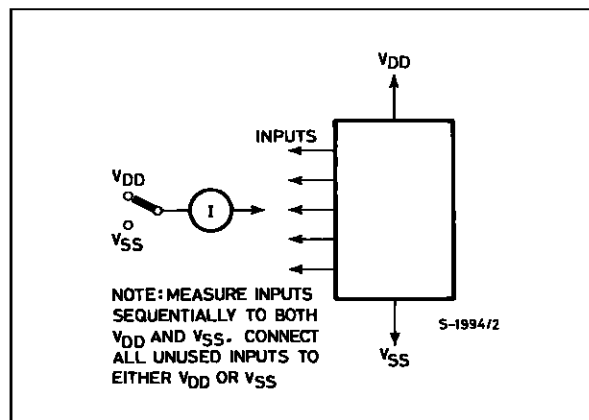 VDD
INPUTS
VDD
I
VSS
NOTE: MEASURE INPUTS
SEQUENTIALLY TO BOTH
VDD AND VSS. CONNECT
ALL UNUSED INPUTS TO
EITHER VDD OR VSS
S-1994/2
VSS